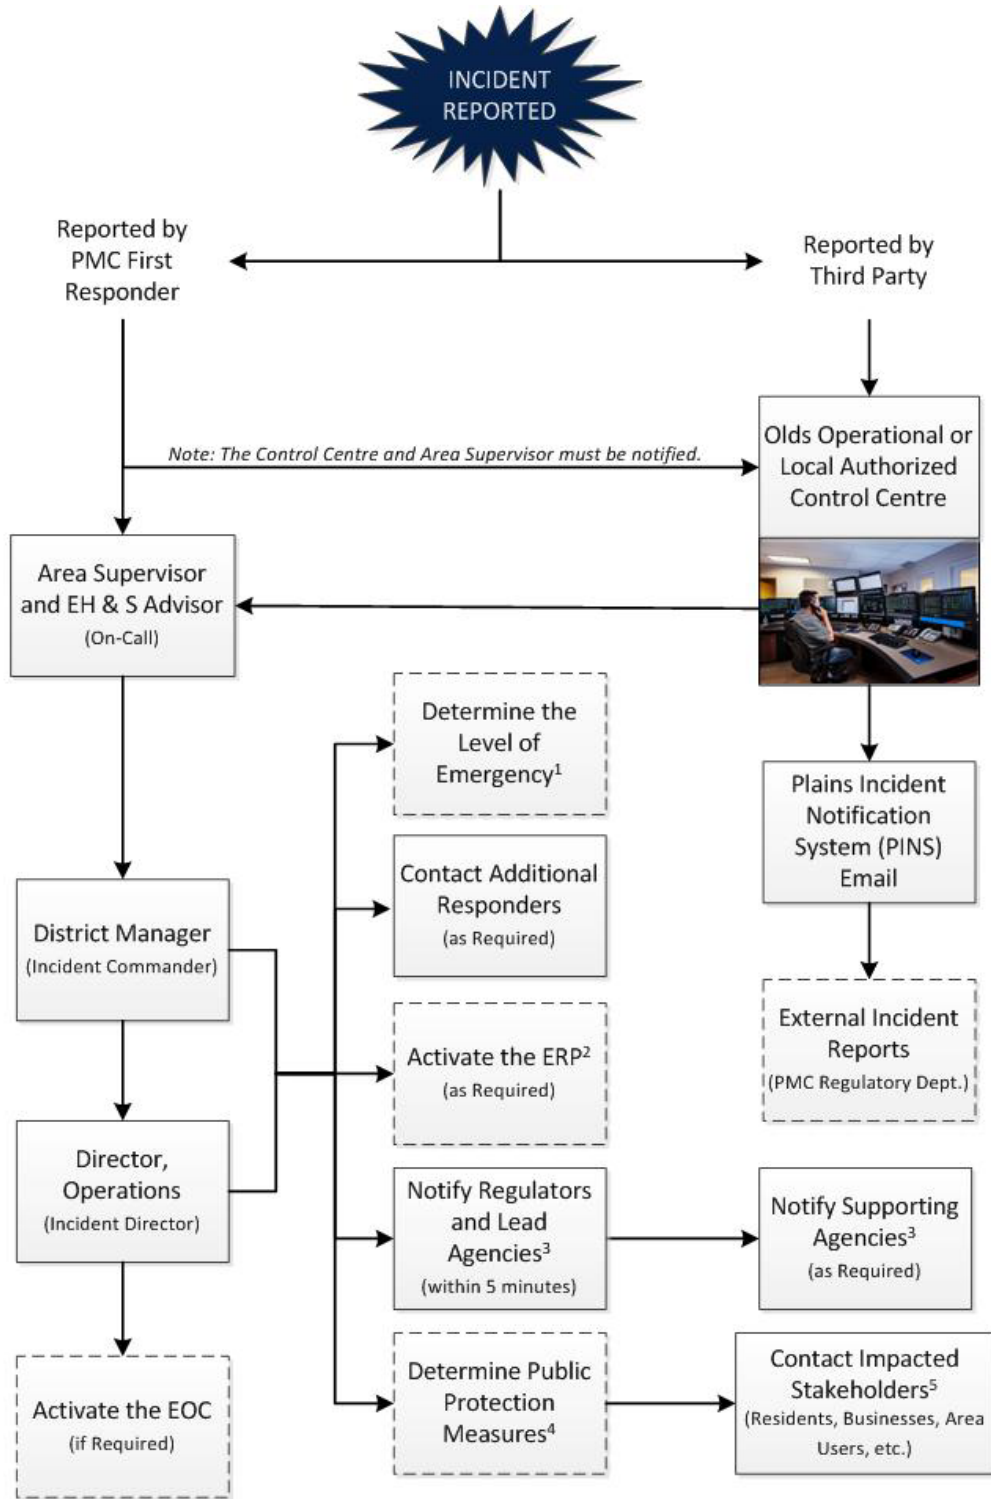 INCIDENT
REPORTED
Reported by
PMC First
Responder
Reported by
Third Party
Note: The Control Centre and Area Supervisor must be notified.
Olds Operational or
Local Authorized
Control Centre
Area Supervisor
and EH & S Advisor
(On-Call)
Determine the
Level of
Emergency¹
Plains Incident
Notification
System (PINS)
Email
Contact Additional
Responders
(as Required)
District Manager
(Incident Commander)
External Incident
Reports
(PMC Regulatory Dept.)
Activate the ERP²
(as Required)
Director,
Operations
(Incident Director)
Notify Regulators
and Lead
Agencies³
(within 5 minutes)
Notify Supporting
Agencies³
(as Required)
Activate the EOC
(if Required)
Determine Public
Protection
Measures⁴
Contact Impacted
Stakeholders⁵
(Residents, Businesses, Area
Users, etc.)